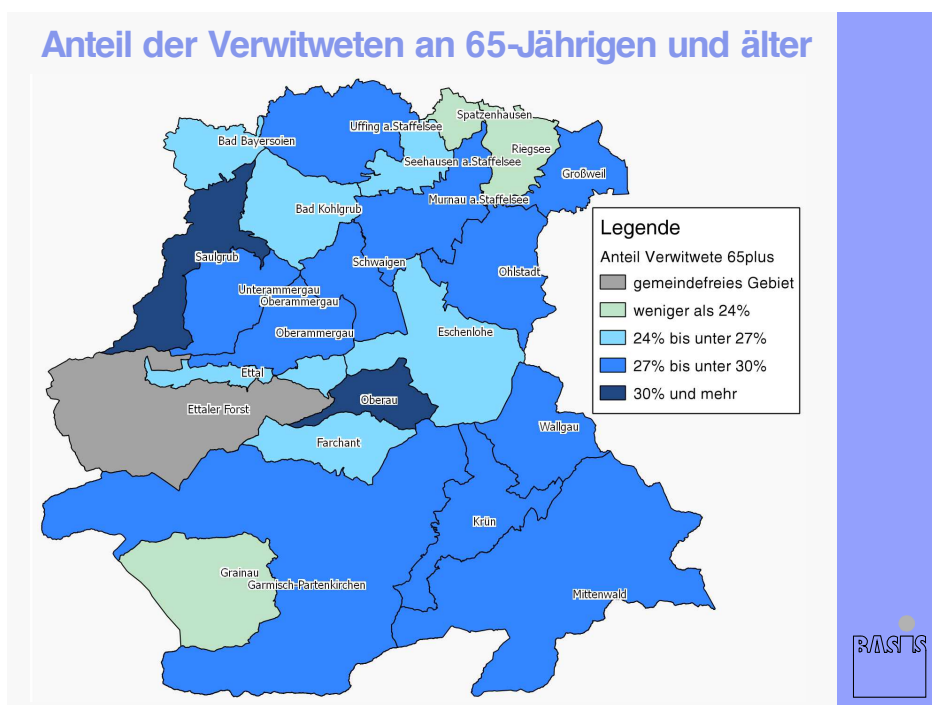 Anteil der Verwitweten an 65-Jährigen und älter
Spatzenhausen
Uffing a.Staffelsee
Bad Bayersoien
Riegsee
Seehausen a.Staffelsee
Großweil
Murnau a.Staffelsee
Bad Kohlgrub
Legende
Anteil Verwitwete 65plus
gemeindefreies Gebiet
weniger als 24%
24% bis unter 27%
27% bis unter 30%
30% und mehr
Saulgrub
Schwaigen
Ohlstadt
Unterammergau
Oberammergau
Oberammergau
Eschenlohe
Ettal
Oberau
Ettaler Forst
Wallgau
Farchant
Krün
Grainau
Garmisch-Partenkirchen
Mittenwald
BASIS